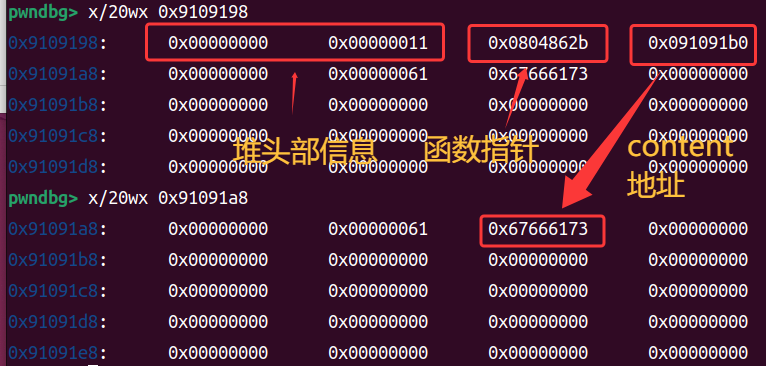 pwndbg> x/20wx 0x9109198
0x9109198: 0x00000000 0x00000011 0x0804862b 0x091091b0
0x91091a8: 0x00000000 0x00000061 0x67666173 0x00000000
0x91091b8: 0x00000000 0x00000000 0x00000000 0x00000000
0x91091c8: 0x00000000 0x00000000 0x00000000 0x00000000
0x91091d8: 0x00000000 0x00000000 0x00000000 0x00000000
堆头部信息 函数指针 content
地址
pwndbg> x/20wx 0x91091a8
0x91091a8: 0x00000000 0x00000061 0x67666173 0x00000000
0x91091b8: 0x00000000 0x00000000 0x00000000 0x00000000
0x91091c8: 0x00000000 0x00000000 0x00000000 0x00000000
0x91091d8: 0x00000000 0x00000000 0x00000000 0x00000000
0x91091e8: 0x00000000 0x00000000 0x00000000 0x00000000